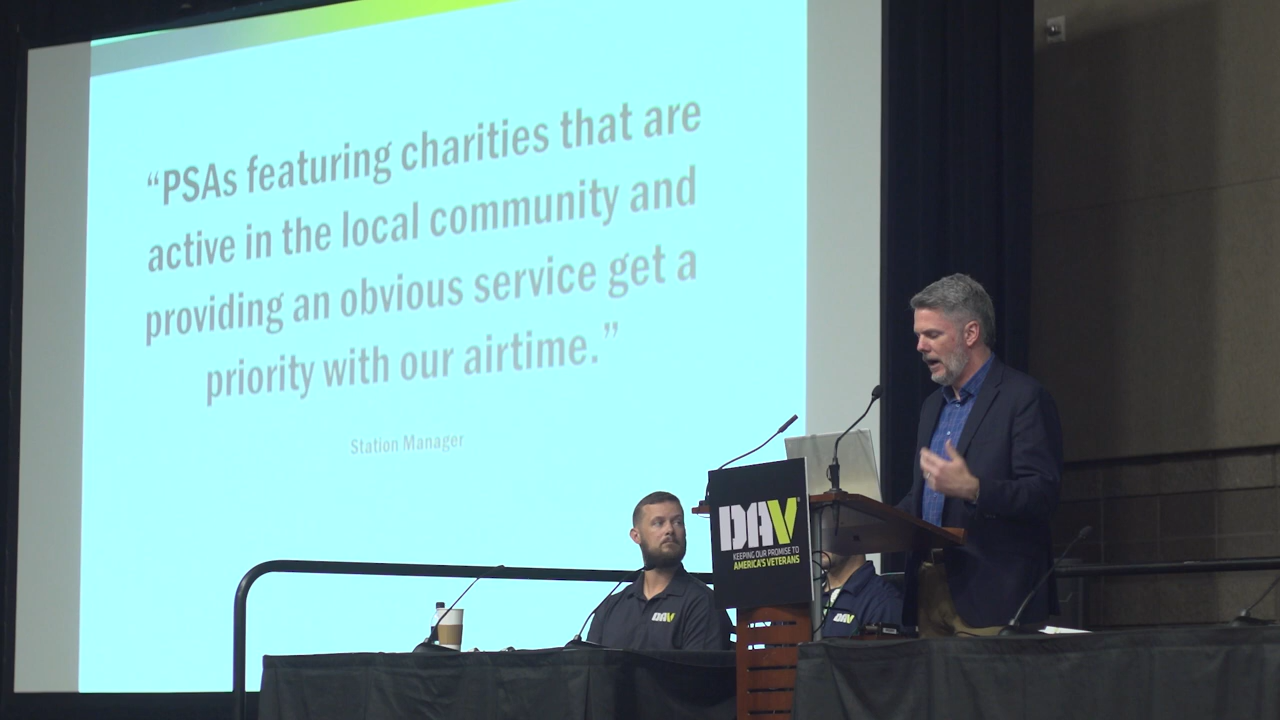 “PSAs featuring charities that are
active in the local community and
providing an obvious service get a
priority with our airtime.”
Station Manager
DAV®
KEEPING OUR PROMISE TO
AMERICA'S VETERANS
DAV
DAV